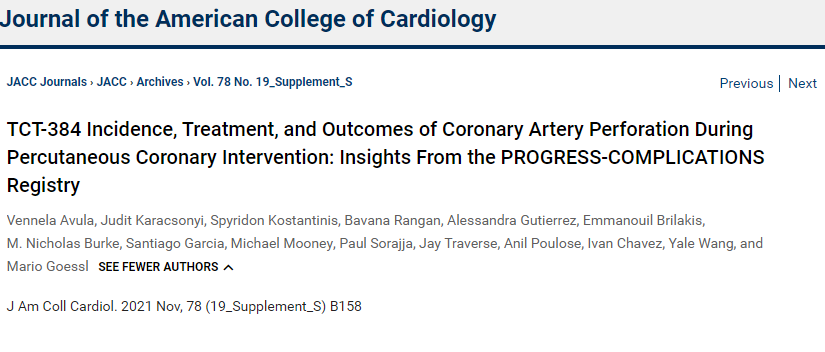 Journal of the American College of Cardiology
JACC Journals › JACC › Archives › Vol. 78 No. 19_Supplement_S
Previous | Next
TCT-384 Incidence, Treatment, and Outcomes of Coronary Artery Perforation During
Percutaneous Coronary Intervention: Insights From the PROGRESS-COMPLICATIONS
Registry
Vennela Avula, Judit Karacsonyi, Spyridon Kostantinis, Bavana Rangan, Alessandra Gutierrez, Emmanouil Brilakis,
M. Nicholas Burke, Santiago Garcia, Michael Mooney, Paul Sorajja, Jay Traverse, Anil Poulose, Ivan Chavez, Yale Wang, and
Mario Goessl SEE FEWER AUTHORS
J Am Coll Cardiol. 2021 Nov, 78 (19_Supplement_S) B158